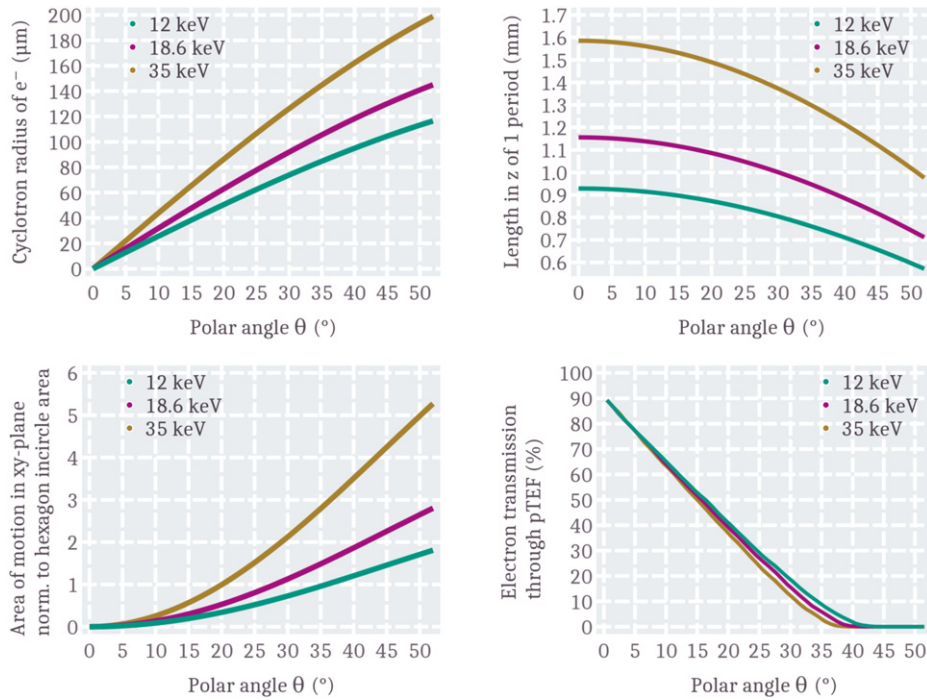 Cyclotron radius of e⁻ (μm)
200
180
160
140
120
100
80
60
40
20
0
12 keV
18.6 keV
35 keV
0 5 10 15 20 25 30 35 40 45 50
Polar angle θ (°)
Length in z of 1 period (mm)
1.7
1.6
1.5
1.4
1.3
1.2
1.1
1.0
0.9
0.8
0.7
0.6
12 keV
18.6 keV
35 keV
0 5 10 15 20 25 30 35 40 45 50
Polar angle θ (°)
Area of motion in xy-plane
norm. to hexagon incircle area
6
5
4
3
2
1
0
12 keV
18.6 keV
35 keV
0 5 10 15 20 25 30 35 40 45 50
Polar angle θ (°)
Electron transmission
through pTEF (%)
100
90
80
70
60
50
40
30
20
10
0
12 keV
18.6 keV
35 keV
0 5 10 15 20 25 30 35 40 45 50
Polar angle θ (°)